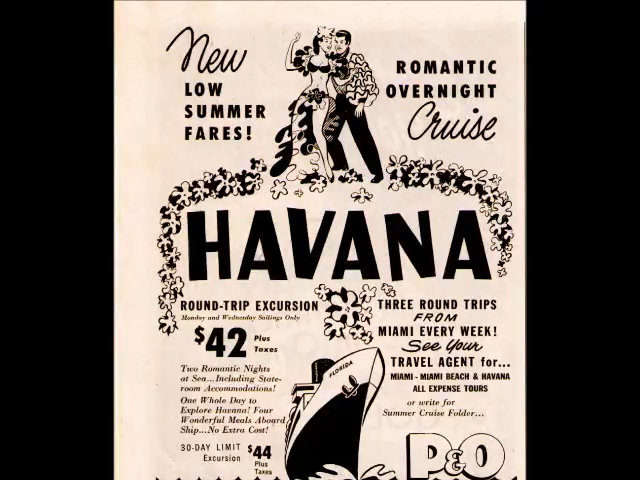 New
LOW
SUMMER
FARES!
ROMANTIC
OVERNIGHT
Cruise
HAVANA
ROUND-TRIP EXCURSION
Monday and Wednesday Sailings Only
$42 Plus Taxes
Two Romantic Nights
at Sea...Including State-
room Accommodations!
One Whole Day to
Explore Havana! Four
Wonderful Meals Aboard
Ship...No Extra Cost!
30-DAY LIMIT
Excursion
$44
Plus
Taxes
FLORIDA
THREE ROUND TRIPS
FROM
MIAMI EVERY WEEK!
See Your
TRAVEL AGENT for...
MIAMI - MIAMI BEACH & HAVANA
ALL EXPENSE TOURS
or write for
Summer Cruise Folder...
P&O